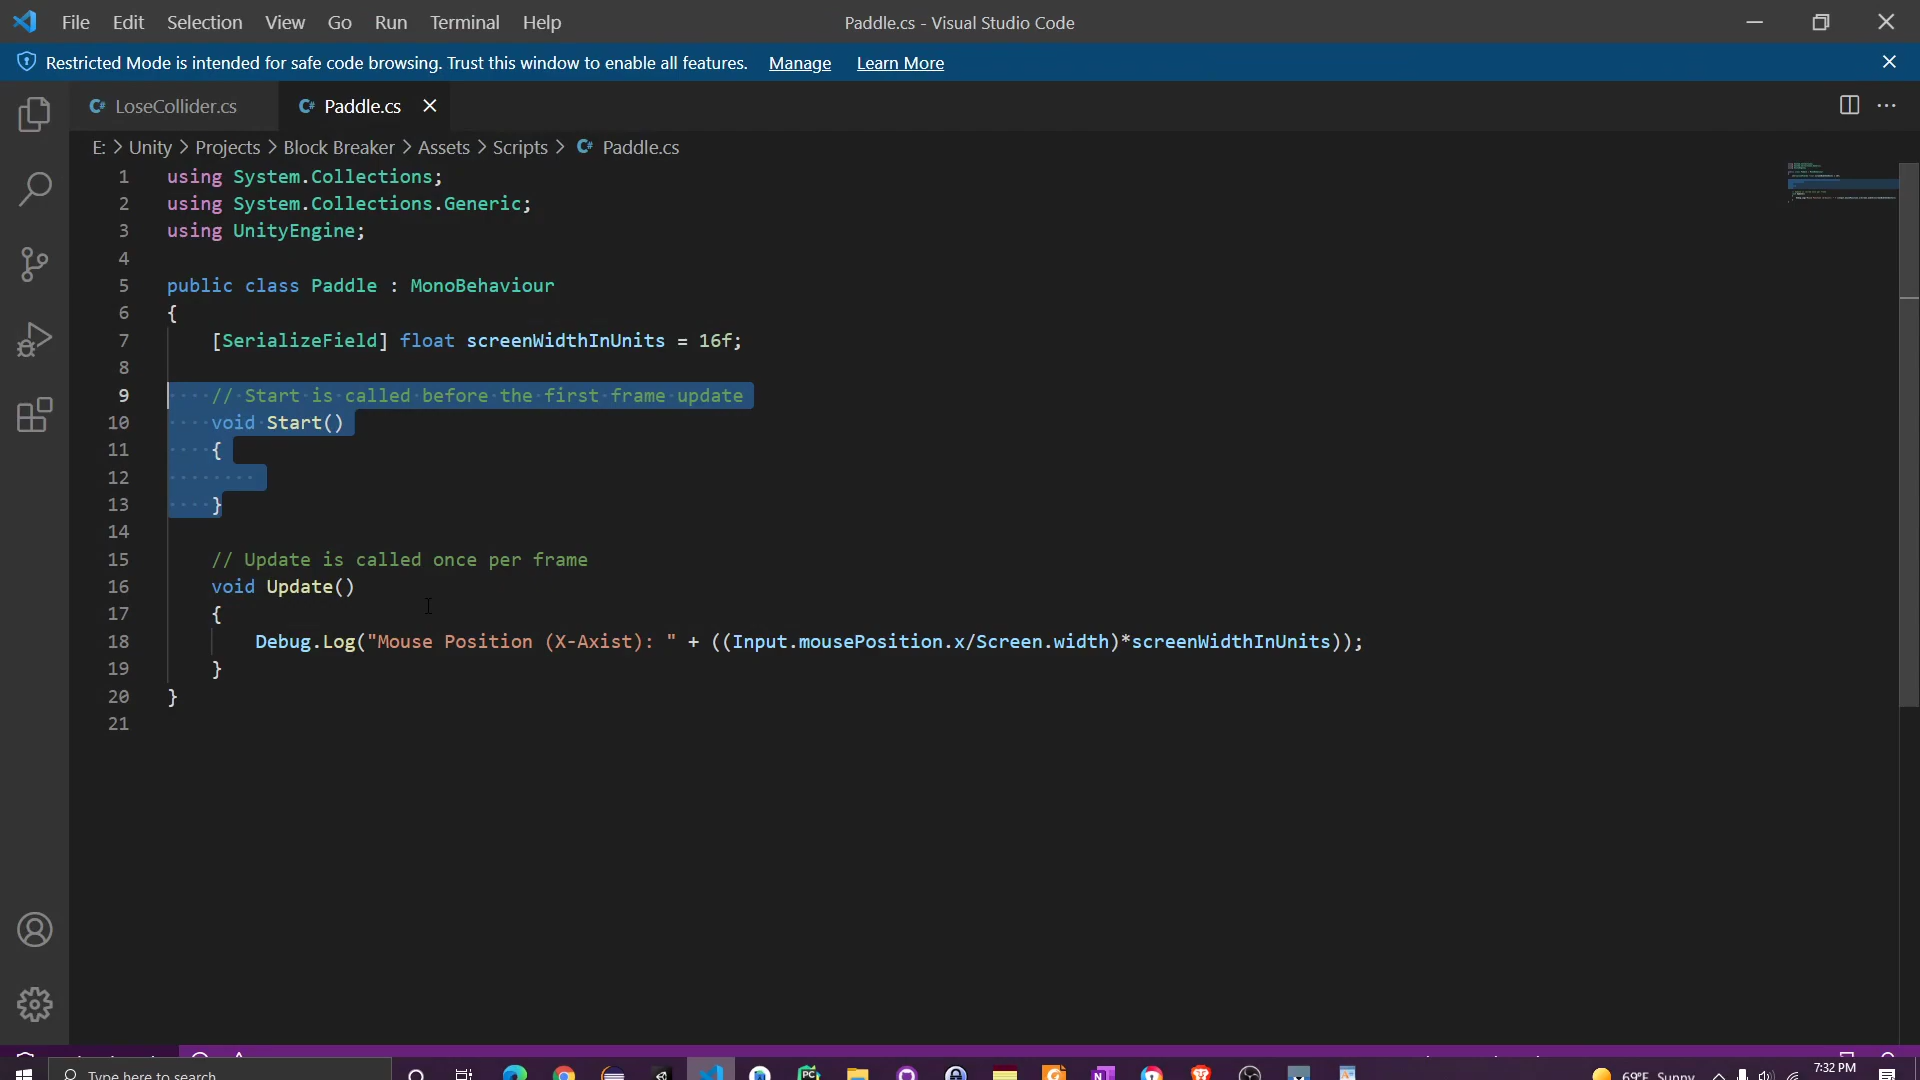 File Edit Selection View Go Run Terminal Help
Paddle.cs - Visual Studio Code
Restricted Mode is intended for safe code browsing. Trust this window to enable all features. Manage Learn More
LoseCollider.cs Paddle.cs
E: > Unity > Projects > Block Breaker > Assets > Scripts > Paddle.cs
1 using System.Collections;
2 using System.Collections.Generic;
3 using UnityEngine;
4
5 public class Paddle : MonoBehaviour
6 {
7 [SerializeField] float screenWidthInUnits = 16f;
8
9 // Start is called before the first frame update
10 void Start()
11 {
12
13 }
14
15 // Update is called once per frame
16 void Update()
17 {
18 Debug.Log("Mouse Position (X-Axist): " + ((Input.mousePosition.x/Screen.width)*screenWidthInUnits));
19 }
20 }
21
Type here to search
69°F Sunny
7:32 PM